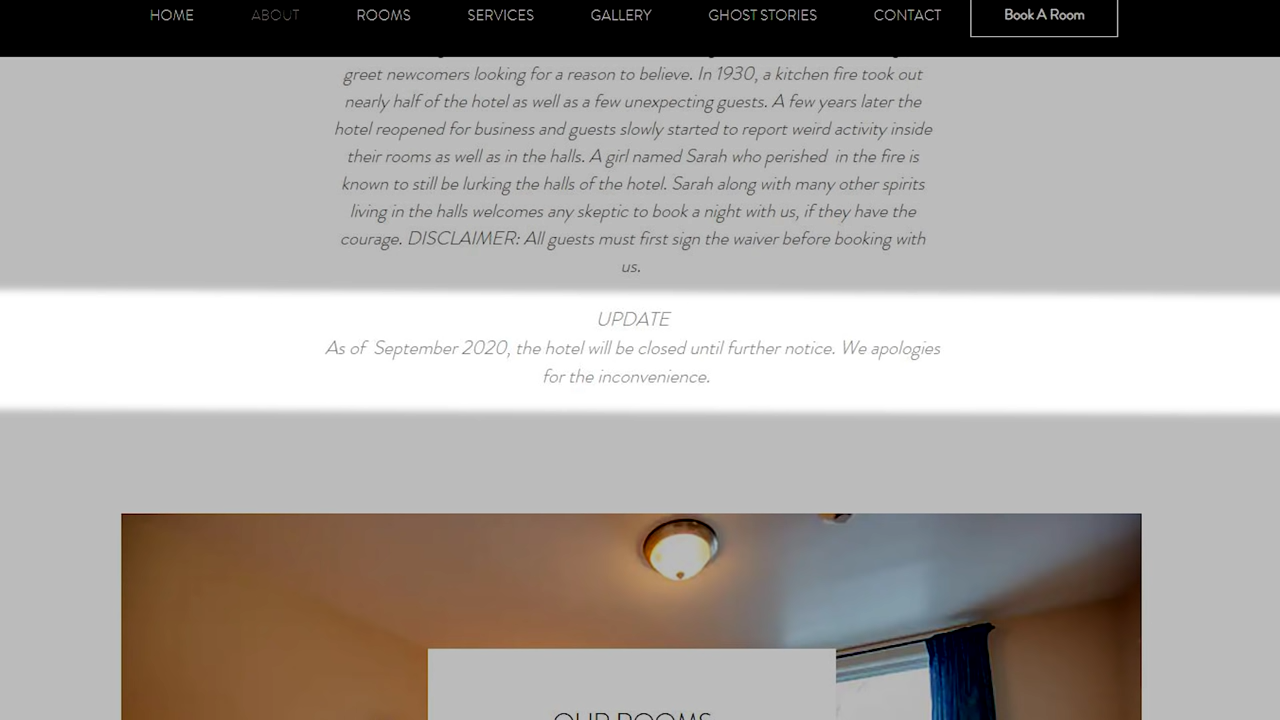 HOME ABOUT ROOMS SERVICES GALLERY GHOST STORIES CONTACT Book A Room
greet newcomers looking for a reason to believe. In 1930, a kitchen fire took out
nearly half of the hotel as well as a few unexpecting guests. A few years later the
hotel reopened for business and guests slowly started to report weird activity inside
their rooms as well as in the halls. A girl named Sarah who perished  in the fire is
known to still be lurking the halls of the hotel. Sarah along with many other spirits
living in the halls welcomes any skeptic to book a night with us, if they have the
courage. DISCLAIMER: All guests must first sign the waiver before booking with
us.
UPDATE
As of  September 2020, the hotel will be closed until further notice. We apologies
for the inconvenience.
OUR ROOMS